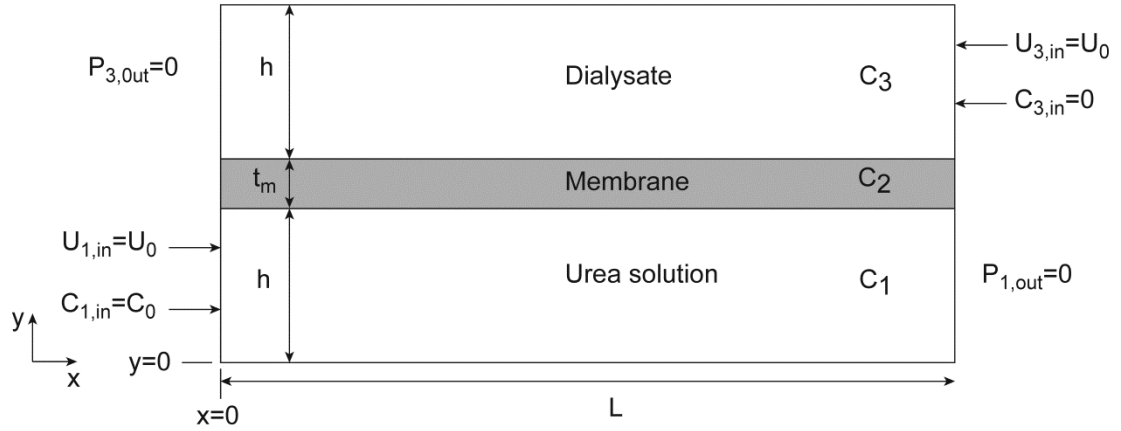 P3,0ut=0
h
Dialysate
C3
U3,in=U0
C3,in=0
tm
Membrane
C2
U1,in=U0
C1,in=C0
h
Urea solution
C1
P1,out=0
y
x
y=0
x=0
L